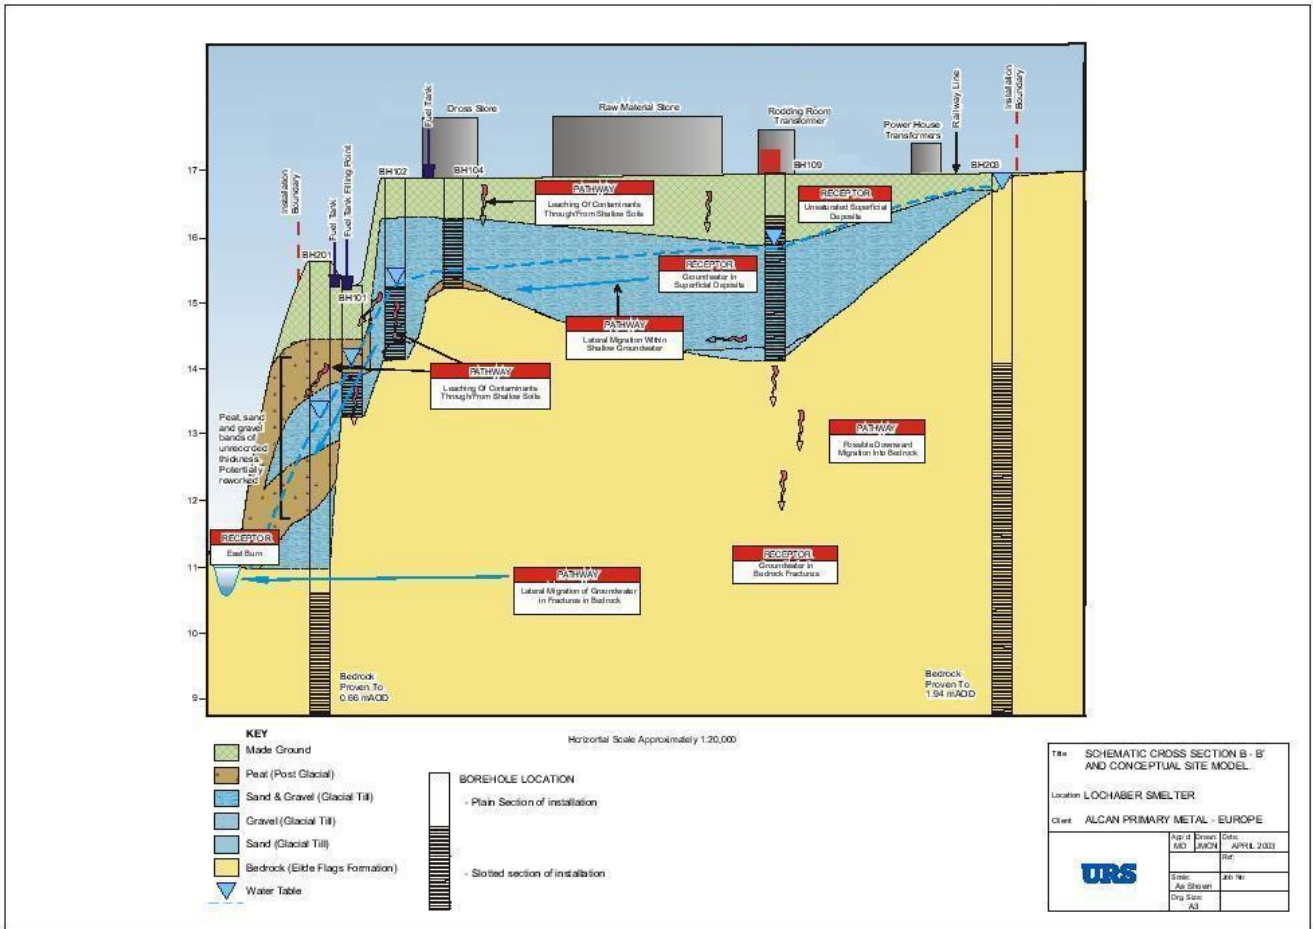 Fuel Tank
Dross Store
Raw Material Store
Rodding Room
Transformer
Power House
Transformers
Railway Line
Installation
Boundary
Installation
Boundary
Fuel Tank
Fuel Tank Filling Point
BH201
BH101
BH102
BH104
BH109
BH203
17
16
15
14
13
12
11
10
9
PATHWAY
Leaching Of Contaminants
Through/From Shallow Soils
RECEPTOR
Unsaturated Superficial
Deposits
RECEPTOR
Groundwater In
Superficial Deposits
PATHWAY
Lateral Migration Within
Shallow Groundwater
PATHWAY
Leaching Of Contaminants
Through/From Shallow Soils
Peat, sand
and gravel
bands of
unrecorded
thickness.
Potentially
reworked
PATHWAY
Possible Downward
Migration Into Bedrock
RECEPTOR
East Burn
RECEPTOR
Groundwater in
Bedrock Fractures
PATHWAY
Lateral Migration of Groundwater
in Fractures in Bedrock
Bedrock
Proven To
0.66 mAOD
Bedrock
Proven To
1.94 mAOD
Horizontal Scale Approximately 1:20,000
KEY
Made Ground
Peat (Post Glacial)
Sand & Gravel (Glacial Till)
Gravel (Glacial Till)
Sand (Glacial Till)
Bedrock (Eilde Flags Formation)
Water Table
BOREHOLE LOCATION
- Plain Section of installation
- Slotted section of installation
Title SCHEMATIC CROSS SECTION B - B'
AND CONCEPTUAL SITE MODEL.
Location LOCHABER SMELTER
Client ALCAN PRIMARY METAL - EUROPE
URS
App'd: Drawn: Date:
MD JMCN APRIL 2003
Ref:
Scale: Job No:
As Shown
Drg Size:
A3